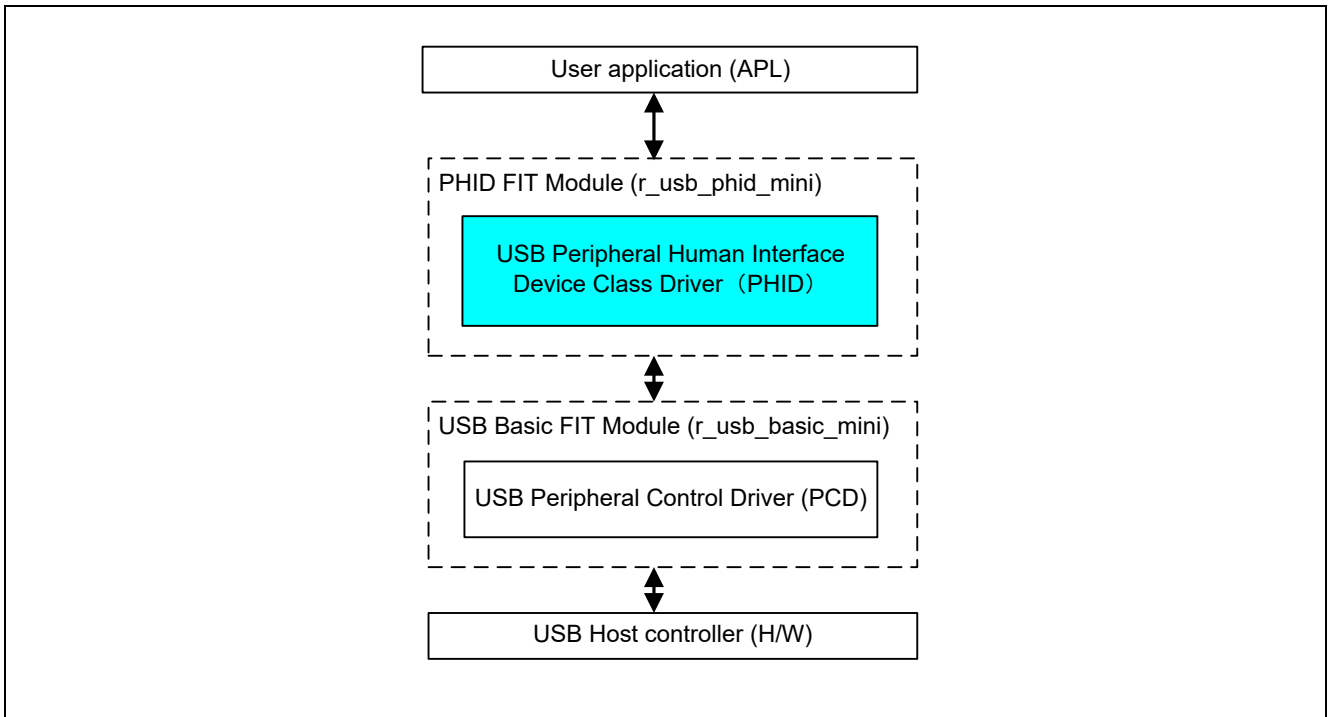 User application (APL)
PHID FIT Module (r_usb_phid_mini)
USB Peripheral Human Interface
Device Class Driver（PHID）
USB Basic FIT Module (r_usb_basic_mini)
USB Peripheral Control Driver (PCD)
USB Host controller (H/W)